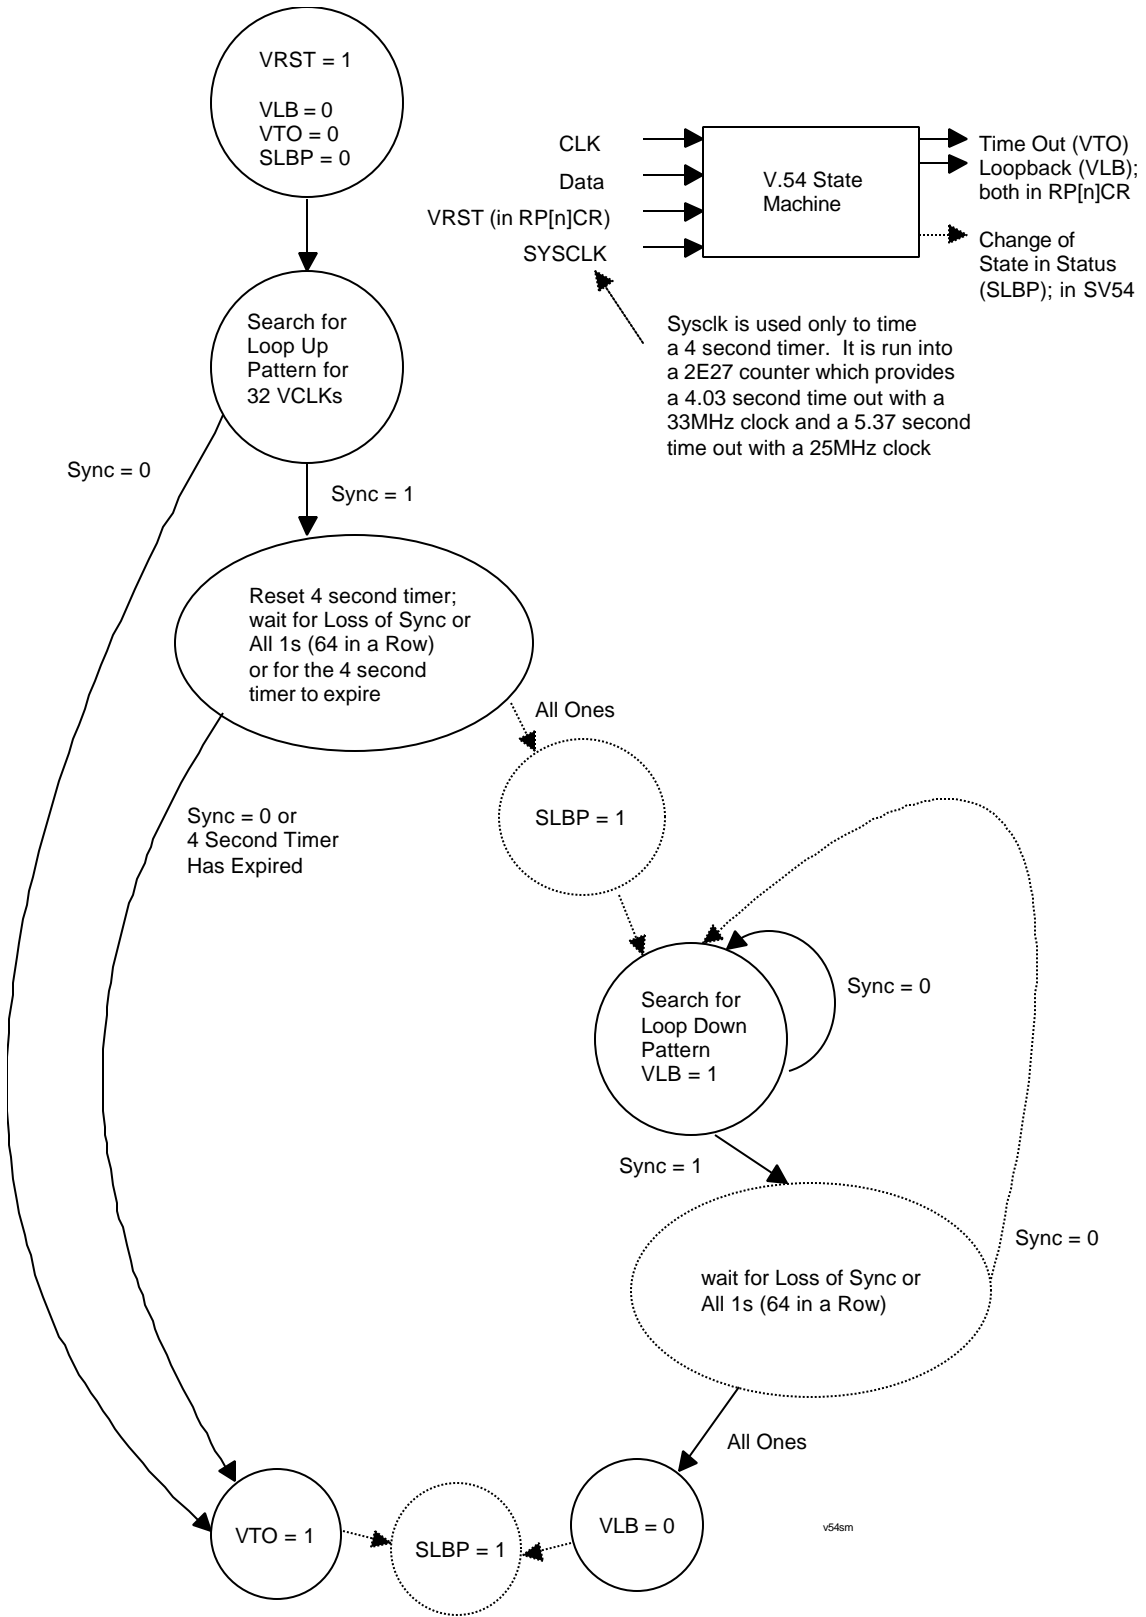 VRST = 1
VLB = 0
VTO = 0
SLBP = 0
CLK
Data
VRST (in RP[n]CR)
SYSCLK
V.54 State
Machine
Time Out (VTO)
Loopback (VLB);
both in RP[n]CR
Change of
State in Status
(SLBP); in SV54
Sysclk is used only to time
a 4 second timer.  It is run into
a 2E27 counter which provides
a 4.03 second time out with a
33MHz clock and a 5.37 second
time out with a 25MHz clock
Search for
Loop Up
Pattern for
32 VCLKs
Sync = 0
Sync = 1
Reset 4 second timer;
wait for Loss of Sync or
All 1s (64 in a Row)
or for the 4 second
timer to expire
All Ones
SLBP = 1
Sync = 0 or
4 Second Timer
Has Expired
Search for
Loop Down
Pattern
VLB = 1
Sync = 0
Sync = 1
wait for Loss of Sync or
All 1s (64 in a Row)
Sync = 0
All Ones
VTO = 1
SLBP = 1
VLB = 0
v54sm